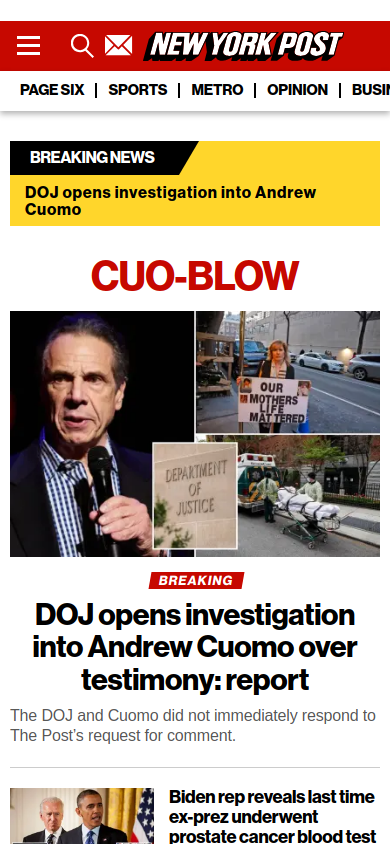 NEW YORK POST
PAGE SIX
SPORTS
METRO
OPINION
BUSIN
BREAKING NEWS
DOJ opens investigation into Andrew
Cuomo
CUO-BLOW
OUR
MOTHERS
LIFE
MATTERED
DEPARTMENT
OF
JUSTICE
BREAKING
DOJ opens investigation
into Andrew Cuomo over
testimony: report
The DOJ and Cuomo did not immediately respond to
The Post's request for comment.
Biden rep reveals last time
ex-prez underwent
prostate cancer blood test